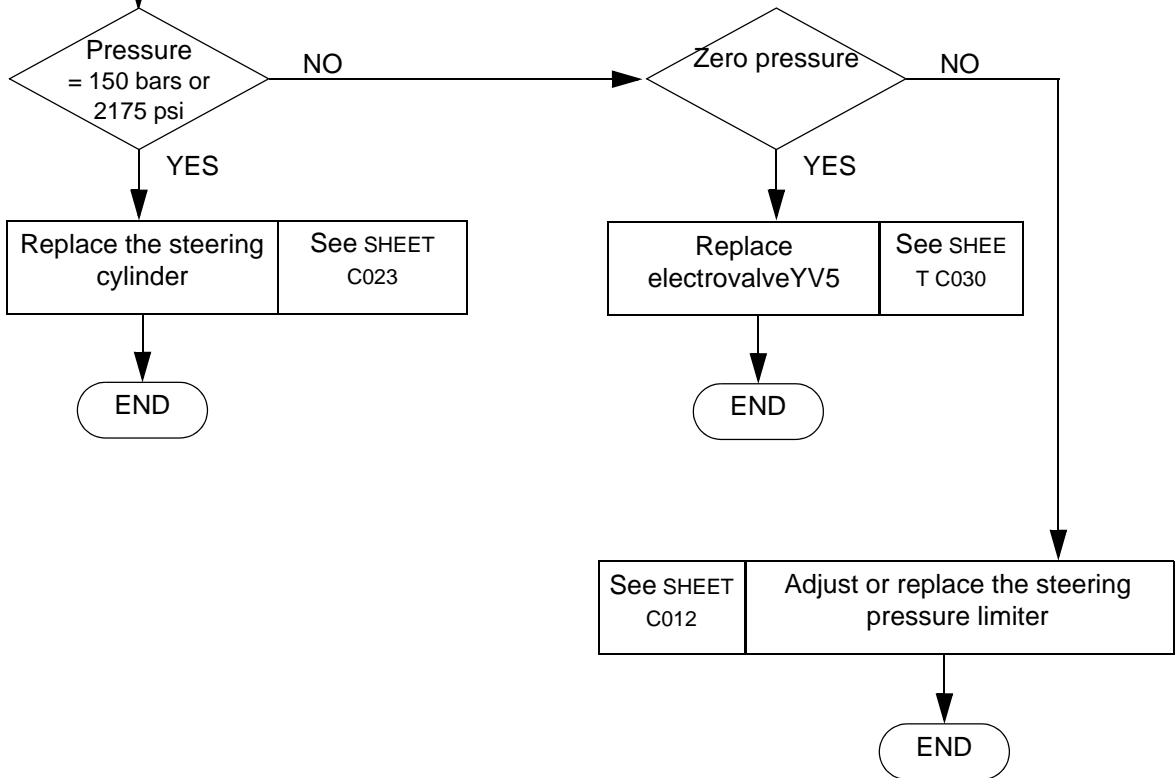 Pressure
= 150 bars or
2175 psi
NO
Zero pressure
NO
YES
YES
Replace the steering
cylinder
See SHEET
C023
Replace
electrovalveYV5
See SHEE
T C030
END
END
See SHEET
C012
Adjust or replace the steering
pressure limiter
END